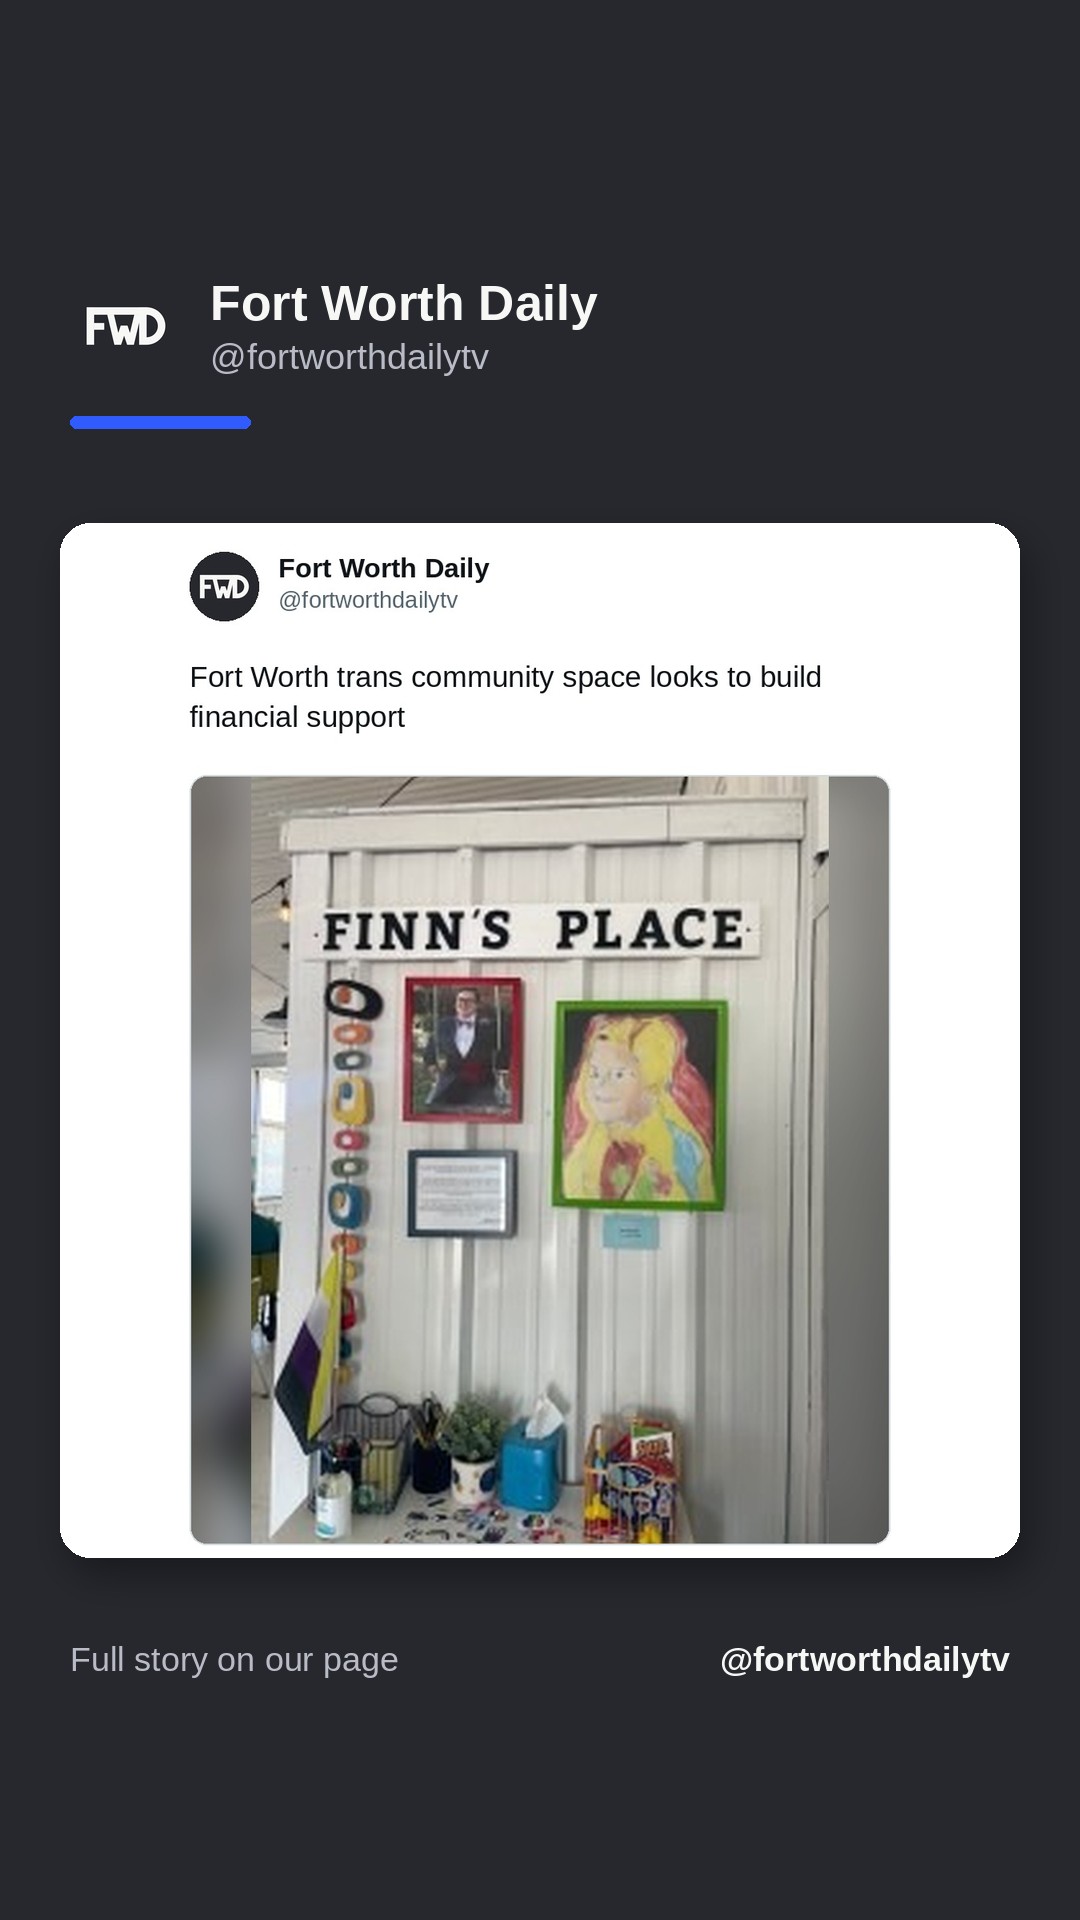 FWD
Fort Worth Daily
@fortworthdailytv
FWD
Fort Worth Daily
@fortworthdailytv
Fort Worth trans community space looks to build
financial support
FINN'S PLACE
Full story on our page
@fortworthdailytv